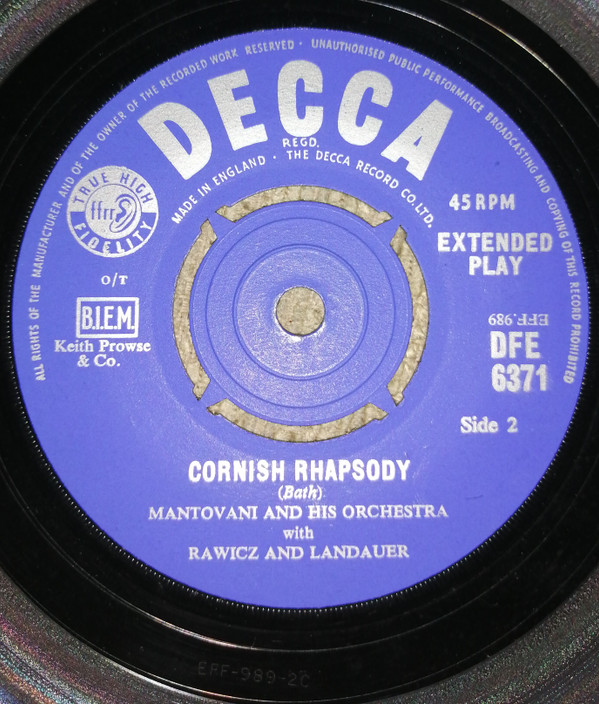 ALL RIGHTS OF THE MANUFACTURER AND OF THE OWNER OF THE RECORDED WORK RESERVED · UNAUTHORISED PUBLIC PERFORMANCE BROADCASTING AND COPYING OF THIS RECORD PROHIBITED
DECCA
REGD.
MADE IN ENGLAND · THE DECCA RECORD CO. LTD.
TRUE HIGH
ffrr
FIDELITY
45 RPM
EXTENDED
PLAY
O/T
B.I.E.M.
Keith Prowse
& Co.
EFF.989
DFE
6371
Side 2
CORNISH RHAPSODY
(Bath)
MANTOVANI AND HIS ORCHESTRA
with
RAWICZ AND LANDAUER
ERF-989-2C